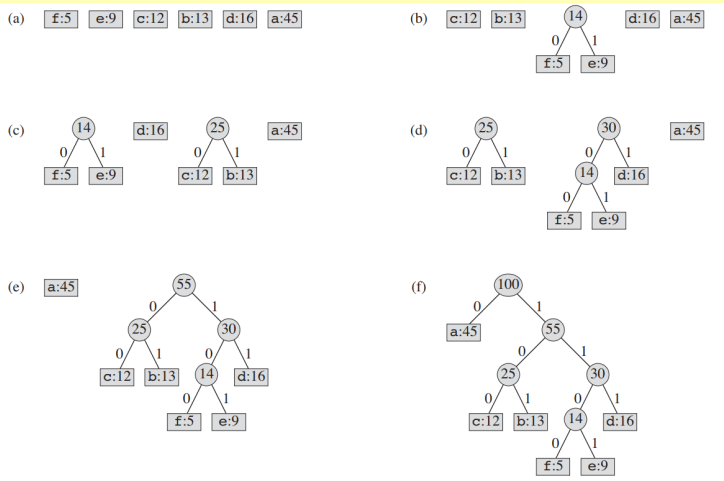 (a) f:5 e:9 c:12 b:13 d:16 a:45
(b) c:12 b:13 14 d:16 a:45
0 1
f:5 e:9
(c) 14 d:16 25 a:45
0 1 0 1
f:5 e:9 c:12 b:13
(d) 25 30 a:45
0 1 0 1
c:12 b:13 14 d:16
0 1
f:5 e:9
(e) a:45 55
0 1
25 30
0 1 0 1
c:12 b:13 14 d:16
0 1
f:5 e:9
(f) 100
0 1
a:45 55
0 1
25 30
0 1 0 1
c:12 b:13 14 d:16
0 1
f:5 e:9